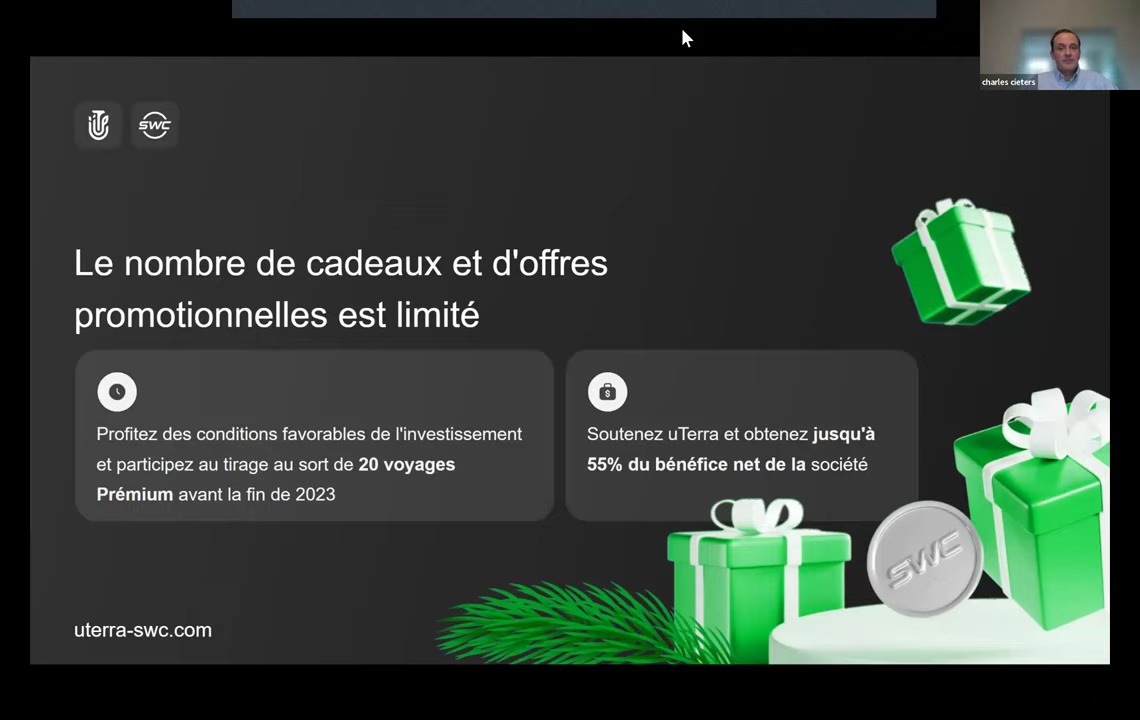 charles cieters
SWC
Le nombre de cadeaux et d'offres
promotionnelles est limité
Profitez des conditions favorables de l'investissement
et participez au tirage au sort de 20 voyages
Prémium avant la fin de 2023
Soutenez uTerra et obtenez jusqu'à
55% du bénéfice net de la société
SWC
uterra-swc.com